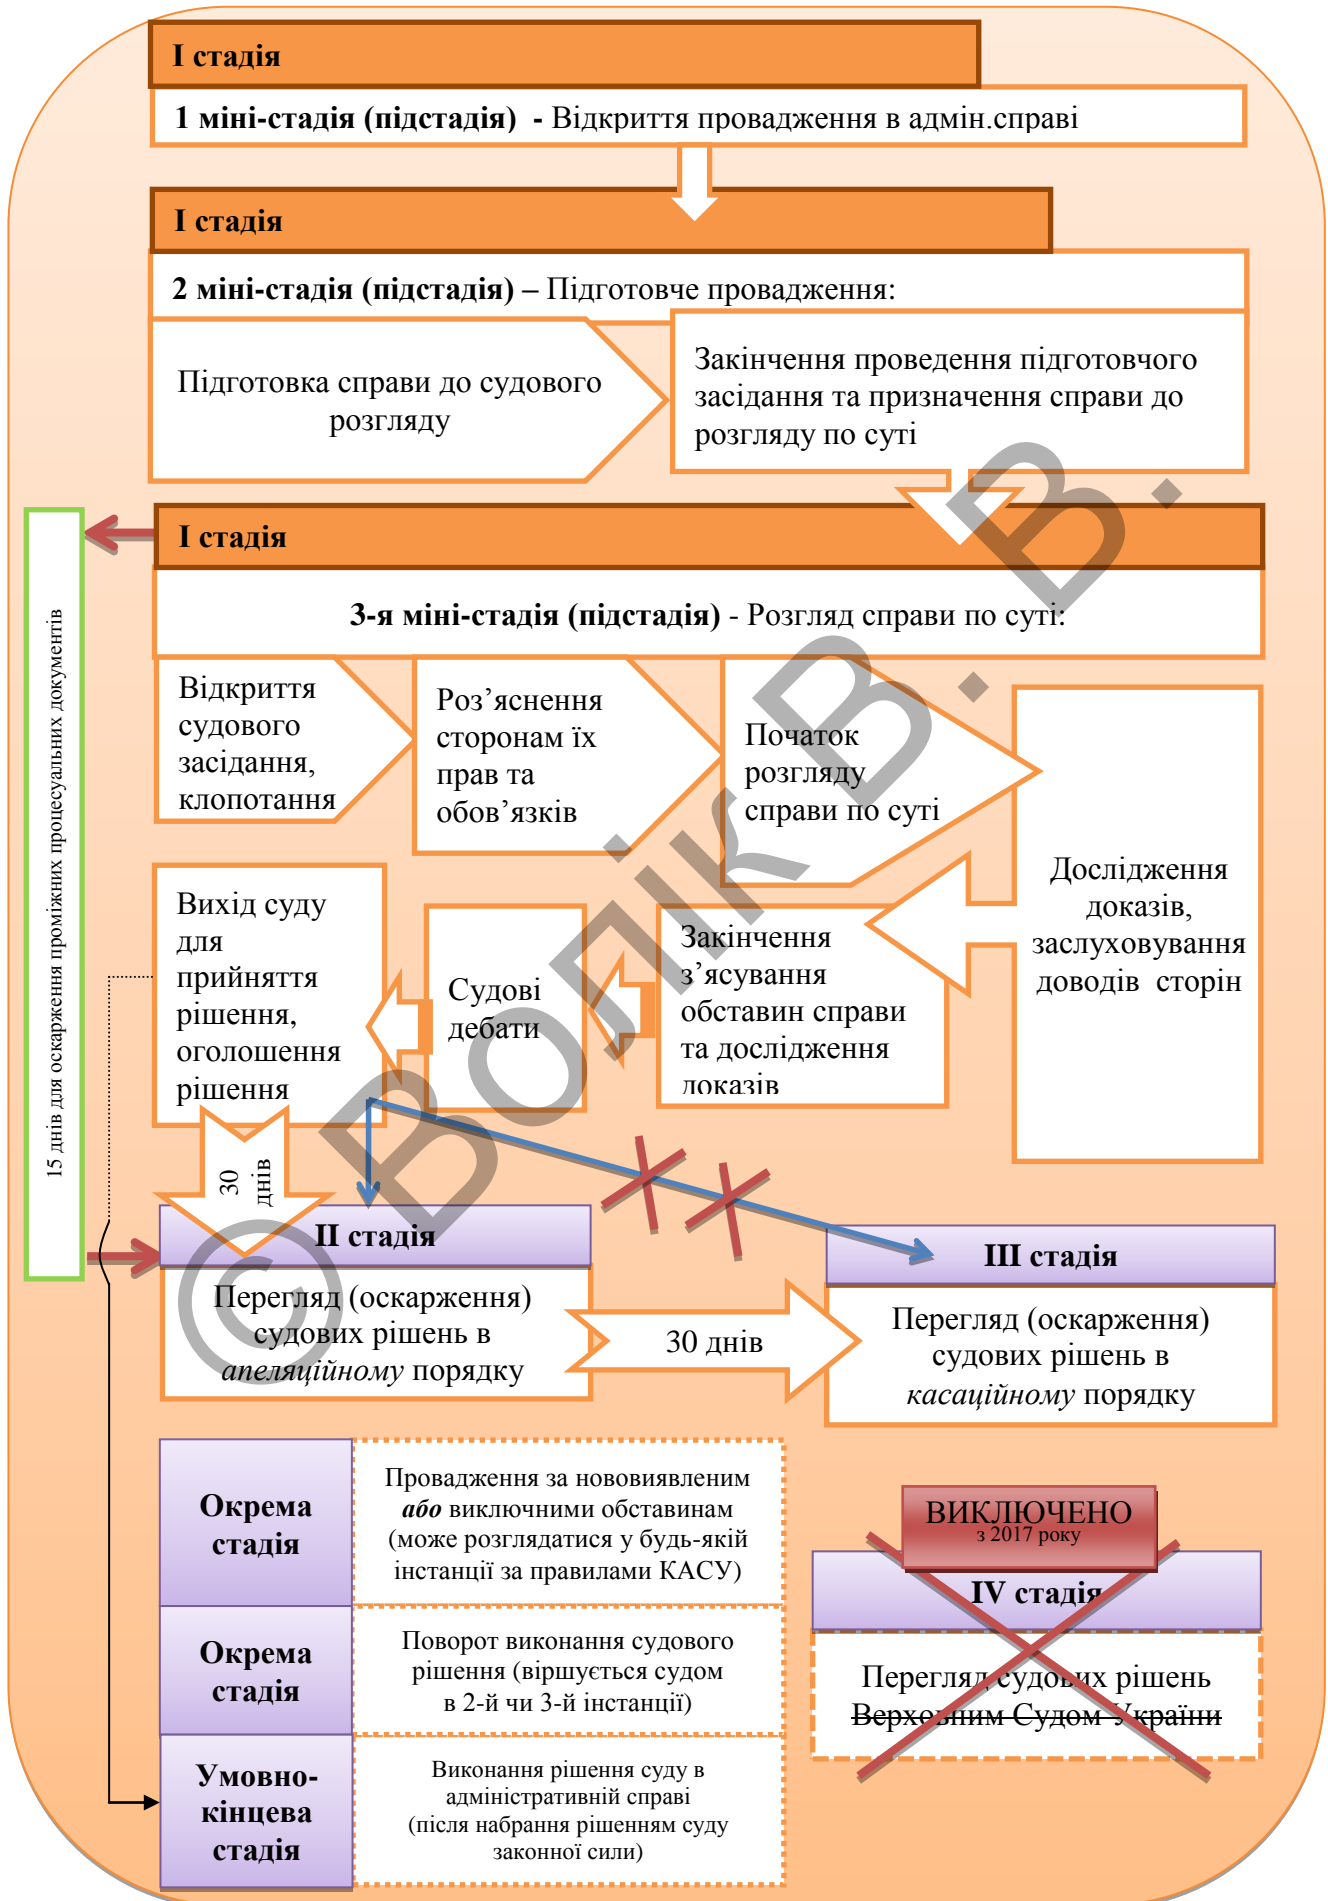 І стадія
1 міні-стадія (підстадія) - Відкриття провадження в адмін.справі
І стадія
2 міні-стадія (підстадія) – Підготовче провадження:
Підготовка справи до судового
розгляду
Закінчення проведення підготовчого
засідання та призначення справи до
розгляду по суті
І стадія
3-я міні-стадія (підстадія) - Розгляд справи по суті:
15 днів для оскарження проміжних процесуальних документів
Відкриття
судового
засідання,
клопотання
Роз’яснення
сторонам їх
прав та
обов’язків
Початок
розгляду
справи по суті
Дослідження
доказів,
заслуховування
доводів сторін
Закінчення
з’ясування
обставин справи
та дослідження
доказів
Судові
дебати
Вихід суду
для
прийняття
рішення,
оголошення
рішення
30
днів
ІІ стадія
Перегляд (оскарження)
судових рішень в
апеляційному порядку
30 днів
ІІІ стадія
Перегляд (оскарження)
судових рішень в
касаційному порядку
Окрема
стадія
Провадження за нововиявленим
або виключними обставинам
(може розглядатися у будь-якій
інстанції за правилами КАСУ)
Окрема
стадія
Поворот виконання судового
рішення (віршується судом
в 2-й чи 3-й інстанції)
Умовно-
кінцева
стадія
Виконання рішення суду в
адміністративній справі
(після набрання рішенням суду
законної сили)
ВИКЛЮЧЕНО
з 2017 року
IV стадія
Перегляд судових рішень
Верховним Судом України
© Волік В. В.